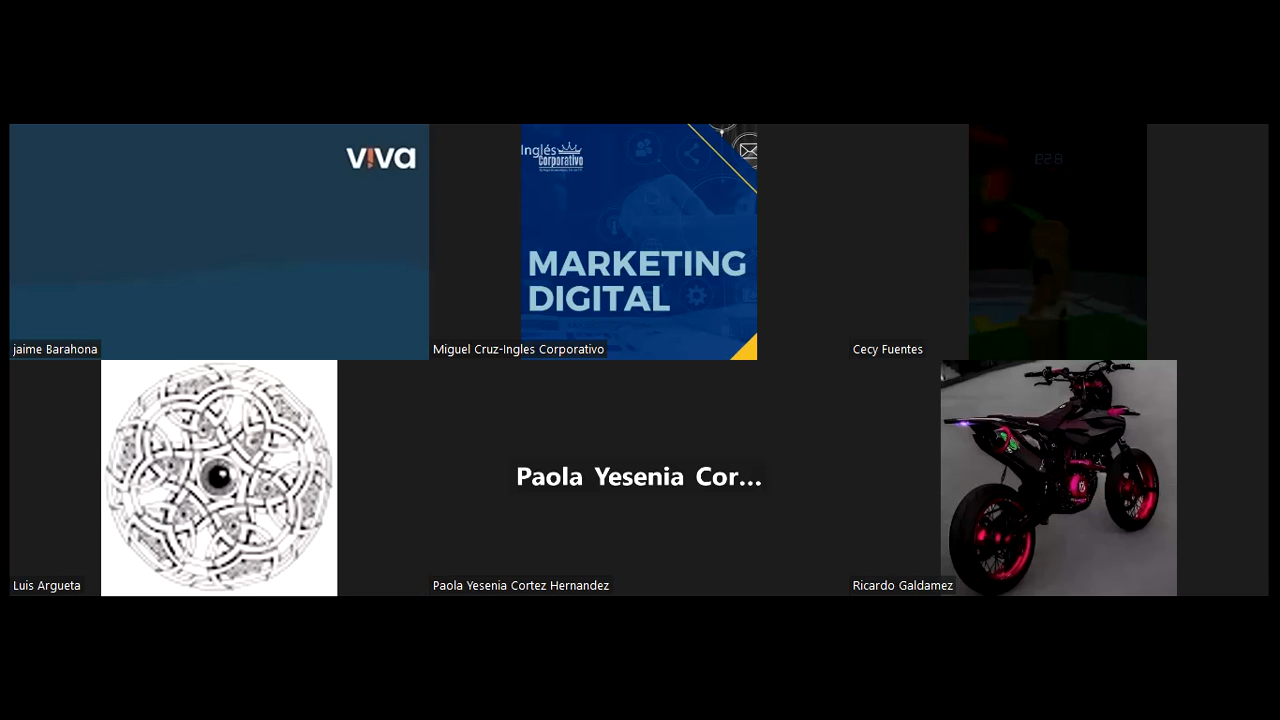 v!va
Inglés
Corporativo
MARKETING
DIGITAL
jaime Barahona
Miguel Cruz-Ingles Corporativo
Cecy Fuentes
Paola Yesenia Cor...
Luis Argueta
Paola Yesenia Cortez Hernandez
Ricardo Galdamez